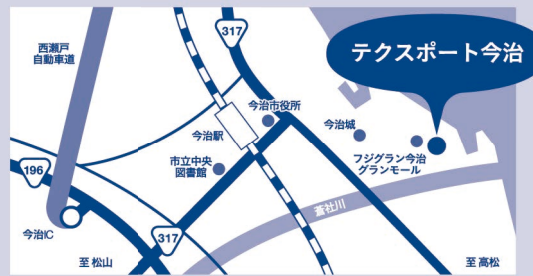 西瀬戸
自動車道
317
テクスポート今治
今治市役所
今治駅
今治城
市立中央
図書館
フジグラン今治
グランモール
196
蒼社川
今治IC
317
至 松山
至 高松